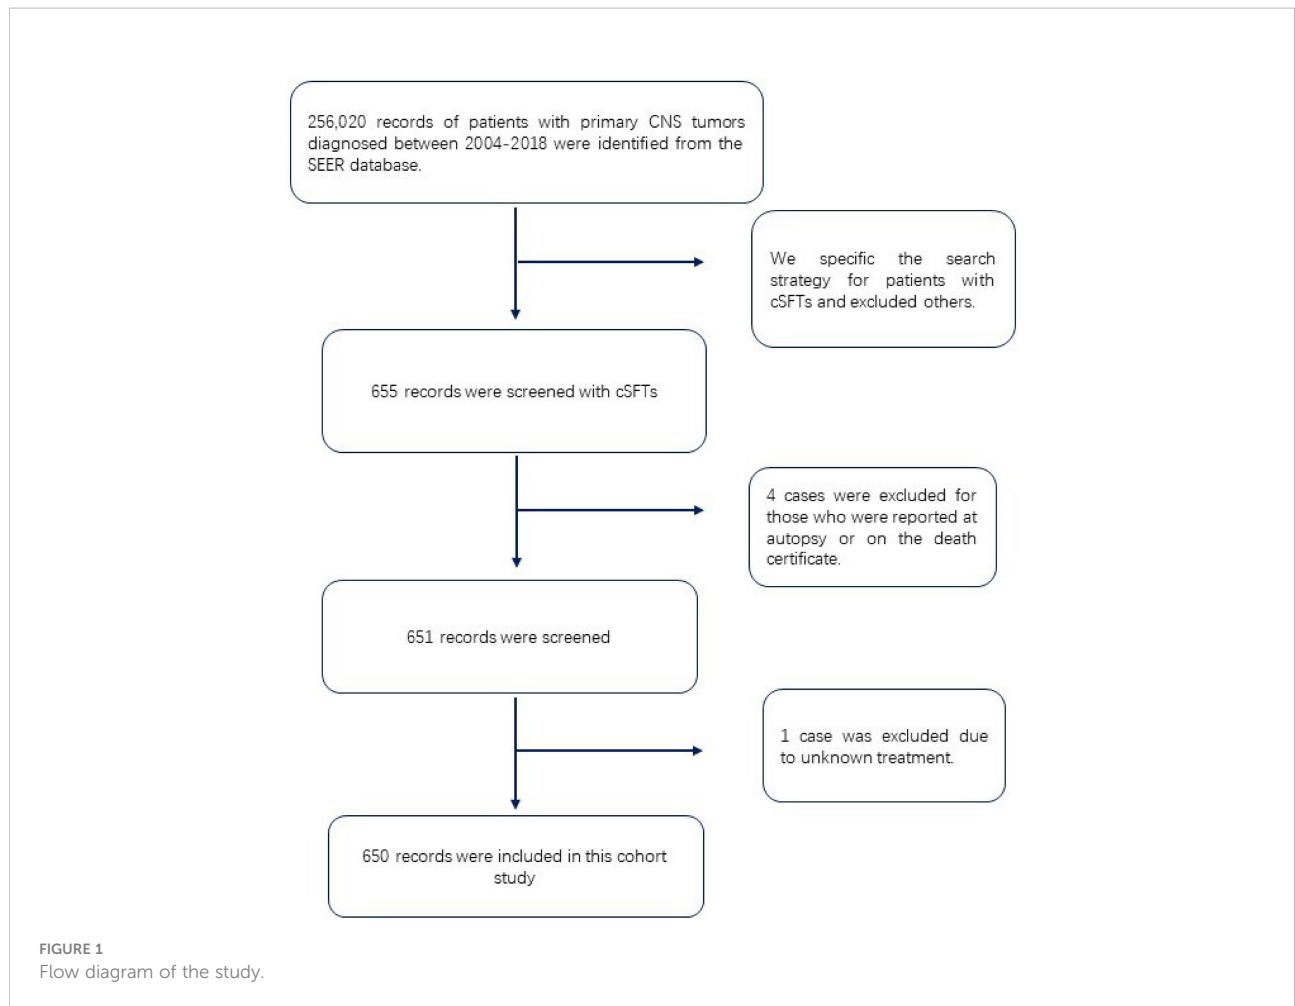 256,020 records of patients with primary CNS tumors
diagnosed between 2004-2018 were identified from the
SEER database.
We specific the search
strategy for patients with
cSFTs and excluded others.
655 records were screened with cSFTs
4 cases were excluded for
those who were reported at
autopsy or on the death
certificate.
651 records were screened
1 case was excluded due
to unknown treatment.
650 records were included in this cohort
study
FIGURE 1
Flow diagram of the study.